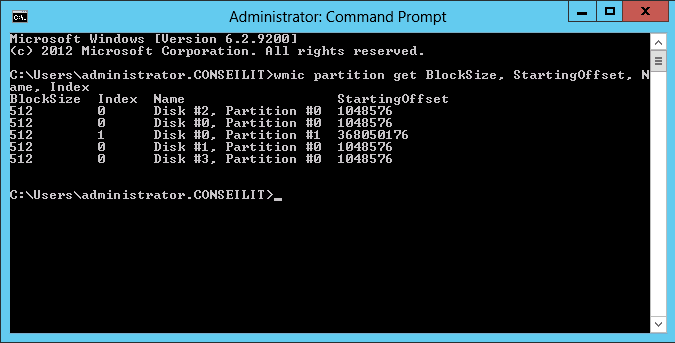 Administrator: Command Prompt
Microsoft Windows [Version 6.2.9200]
(c) 2012 Microsoft Corporation. All rights reserved.
C:\Users\administrator.CONSEILIT>wmic partition get BlockSize, StartingOffset, N
ame, Index
BlockSize  Index  Name                   StartingOffset
512        0      Disk #2, Partition #0  1048576
512        0      Disk #0, Partition #0  1048576
512        1      Disk #0, Partition #1  368050176
512        0      Disk #1, Partition #0  1048576
512        0      Disk #3, Partition #0  1048576
C:\Users\administrator.CONSEILIT>_